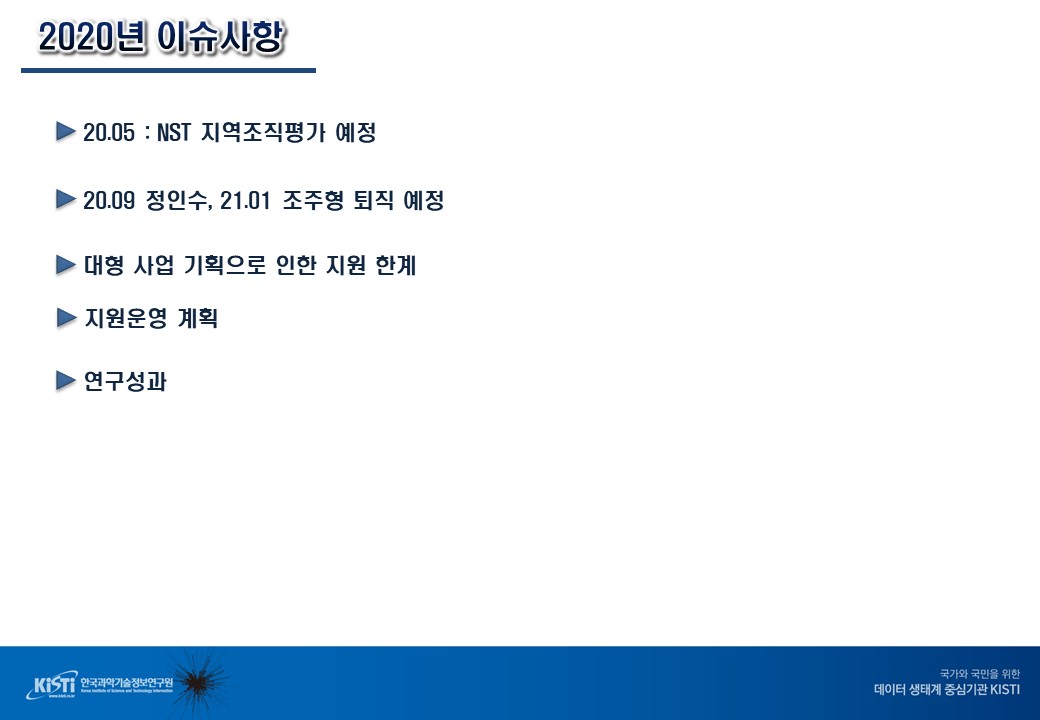 2020년 이슈사항
20.05 : NST 지역조직평가 예정
20.09 정인수, 21.01 조주형 퇴직 예정
대형 사업 기획으로 인한 지원 한계
지원운영 계획
연구성과
KiSTi 한국과학기술정보연구원
Korea Institute of Science and Technology Information
www.kisti.re.kr
국가와 국민을 위한
데이터 생태계 중심기관 KISTI